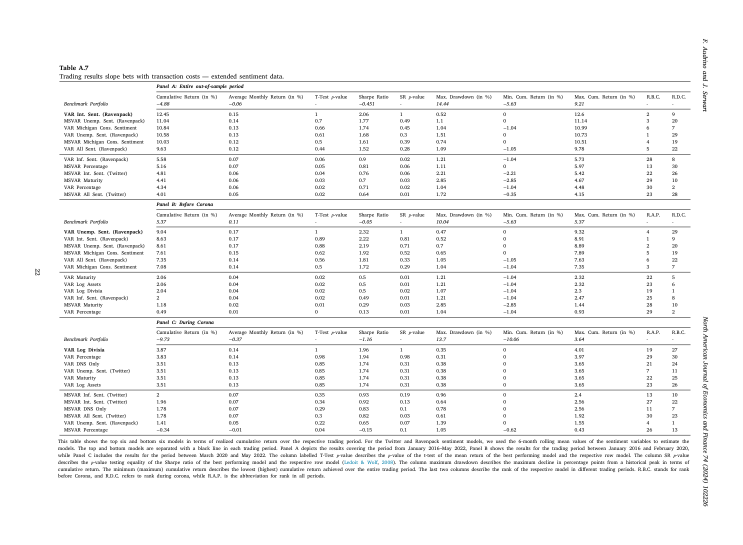 F. Audrino and J. Serwart
North American Journal of Economics and Finance 74 (2024) 102226
22
Table A.7
Trading results slope bets with transaction costs — extended sentiment data.
Panel A: Entire out-of-sample period
Cumulative Return (in %) Average Monthly Return (in %) T-Test p-value Sharpe Ratio SR p-value Max. Drawdown (in %) Min. Cum. Return (in %) Max. Cum. Return (in %) R.B.C. R.D.C.
Benchmark Portfolio −4.88 −0.06 - −0.451 - 14.44 −5.63 9.21 - -
VAR Int. Sent. (Ravenpack) 12.45 0.15 1 2.06 1 0.52 0 12.6 2 9
MSVAR Unemp. Sent. (Ravenpack) 11.04 0.14 0.7 1.77 0.49 1.1 0 11.14 3 20
VAR Michigan Cons. Sentiment 10.84 0.13 0.66 1.74 0.45 1.04 −1.04 10.99 6 7
VAR Unemp. Sent. (Ravenpack) 10.58 0.13 0.61 1.68 0.3 1.51 0 10.73 1 29
MSVAR Michigan Cons. Sentiment 10.03 0.12 0.5 1.61 0.39 0.74 0 10.51 4 19
VAR All Sent. (Ravenpack) 9.63 0.12 0.44 1.52 0.28 1.09 −1.05 9.78 5 22
VAR Inf. Sent. (Ravenpack) 5.58 0.07 0.06 0.9 0.02 1.21 −1.04 5.73 28 8
MSVAR Percentage 5.16 0.07 0.05 0.81 0.06 1.11 0 5.97 13 30
MSVAR Int. Sent. (Twitter) 4.81 0.06 0.04 0.76 0.06 2.21 −2.21 5.42 22 26
MSVAR Maturity 4.41 0.06 0.03 0.7 0.03 2.85 −2.85 4.67 29 10
VAR Percentage 4.34 0.06 0.02 0.71 0.02 1.04 −1.04 4.48 30 2
MSVAR All Sent. (Twitter) 4.01 0.05 0.02 0.64 0.01 1.72 −0.35 4.15 23 28
Panel B: Before Corona
Cumulative Return (in %) Average Monthly Return (in %) T-Test p-value Sharpe Ratio SR p-value Max. Drawdown (in %) Min. Cum. Return (in %) Max. Cum. Return (in %) R.A.P. R.D.C.
Benchmark Portfolio 5.37 0.11 - −0.05 - 10.04 −5.63 5.37 - -
VAR Unemp. Sent. (Ravenpack) 9.04 0.17 1 2.32 1 0.47 0 9.32 4 29
VAR Int. Sent. (Ravenpack) 8.63 0.17 0.89 2.22 0.81 0.52 0 8.91 1 9
MSVAR Unemp. Sent. (Ravenpack) 8.61 0.17 0.88 2.19 0.71 0.7 0 8.89 2 20
MSVAR Michigan Cons. Sentiment 7.61 0.15 0.62 1.92 0.52 0.65 0 7.89 5 19
VAR All Sent. (Ravenpack) 7.35 0.14 0.56 1.81 0.33 1.05 −1.05 7.63 6 22
VAR Michigan Cons. Sentiment 7.08 0.14 0.5 1.72 0.29 1.04 −1.04 7.35 3 7
VAR Maturity 2.06 0.04 0.02 0.5 0.01 1.21 −1.04 2.32 22 5
VAR Log Assets 2.06 0.04 0.02 0.5 0.01 1.21 −1.04 2.32 23 6
VAR Log Divisia 2.04 0.04 0.02 0.5 0.02 1.07 −1.04 2.3 19 1
VAR Inf. Sent. (Ravenpack) 2 0.04 0.02 0.49 0.01 1.21 −1.04 2.47 25 8
MSVAR Maturity 1.18 0.02 0.01 0.29 0.03 2.85 −2.85 1.44 28 10
VAR Percentage 0.49 0.01 0 0.13 0.01 1.04 −1.04 0.93 29 2
Panel C: During Corona
Cumulative Return (in %) Average Monthly Return (in %) T-Test p-value Sharpe Ratio SR p-value Max. Drawdown (in %) Min. Cum. Return (in %) Max. Cum. Return (in %) R.A.P. R.B.C.
Benchmark Portfolio −9.73 −0.37 - −1.16 - 13.7 −10.06 3.64 - -
VAR Log Divisia 3.87 0.14 1 1.96 1 0.35 0 4.01 19 27
VAR Percentage 3.83 0.14 0.98 1.94 0.98 0.31 0 3.97 29 30
VAR DNS Only 3.51 0.13 0.85 1.74 0.31 0.38 0 3.65 21 24
VAR Unemp. Sent. (Twitter) 3.51 0.13 0.85 1.74 0.31 0.38 0 3.65 7 11
VAR Maturity 3.51 0.13 0.85 1.74 0.31 0.38 0 3.65 22 25
VAR Log Assets 3.51 0.13 0.85 1.74 0.31 0.38 0 3.65 23 26
MSVAR Inf. Sent. (Twitter) 2 0.07 0.35 0.93 0.19 0.96 0 2.4 13 10
MSVAR Int. Sent. (Twitter) 1.96 0.07 0.34 0.92 0.13 0.64 0 2.56 27 22
MSVAR DNS Only 1.78 0.07 0.29 0.83 0.1 0.78 0 2.56 11 7
MSVAR All Sent. (Twitter) 1.78 0.07 0.3 0.82 0.03 0.61 0 1.92 30 23
VAR Unemp. Sent. (Ravenpack) 1.41 0.05 0.22 0.65 0.07 1.39 0 1.55 4 1
MSVAR Percentage −0.34 −0.01 0.04 −0.15 0.1 1.05 −0.62 0.43 26 13
This table shows the top six and bottom six models in terms of realised cumulative return over the respective trading period. For the Twitter and Ravenpack sentiment models, we used the 6-month rolling mean values of the sentiment variables to estimate the
models. The top and bottom models are separated with a black line in each trading period. Panel A depicts the results covering the period from January 2016–May 2022, Panel B shows the results for the trading period between January 2016 and February 2020,
while Panel C includes the results for the period between March 2020 and May 2022. The column labelled T-Test p-value describes the p-value of the t-test of the mean return of the best performing model and the respective row model. The column SR p-value
describes the p-value testing equality of the Sharpe ratio of the best performing model and the respective row model (Ledoit & Wolf, 2008). The column maximum drawdown describes the maximum decline in percentage points from a historical peak in terms of
cumulative return. The minimum (maximum) cumulative return describes the lowest (highest) cumulative return achieved over the entire trading period. The last two columns describe the rank of the respective model in different trading periods. R.B.C. stands for rank
before Corona, and R.D.C. refers to rank during corona, while R.A.P. is the abbreviation for rank in all periods.